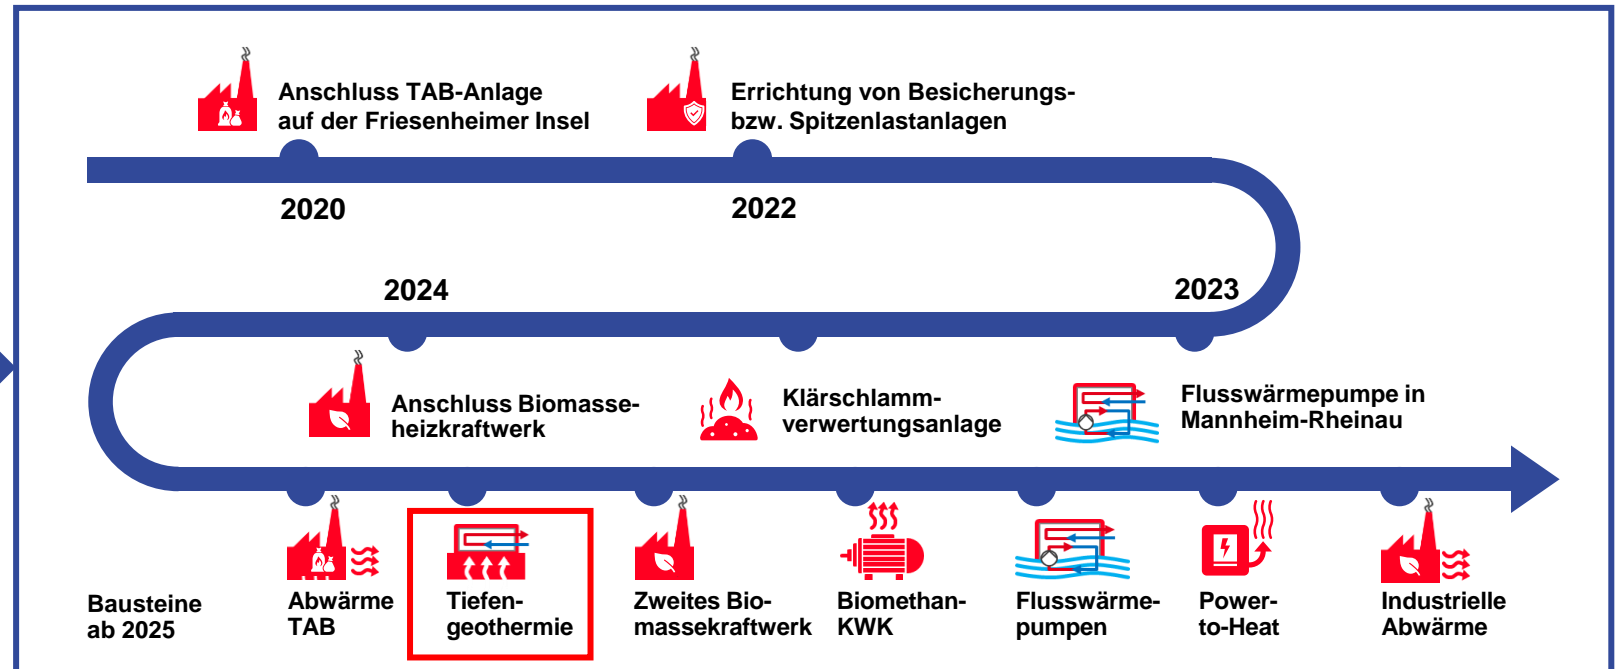 Anschluss TAB-Anlage
auf der Friesenheimer Insel
Errichtung von Besicherungs-
bzw. Spitzenlastanlagen
2020
2022
2024
2023
Anschluss Biomasse-
heizkraftwerk
Klärschlamm-
verwertungsanlage
Flusswärmepumpe in
Mannheim-Rheinau
Bausteine
ab 2025
Abwärme
TAB
Tiefen-
geothermie
Zweites Bio-
massekraftwerk
Biomethan-
KWK
Flusswärme-
pumpen
Power-
to-Heat
Industrielle
Abwärme